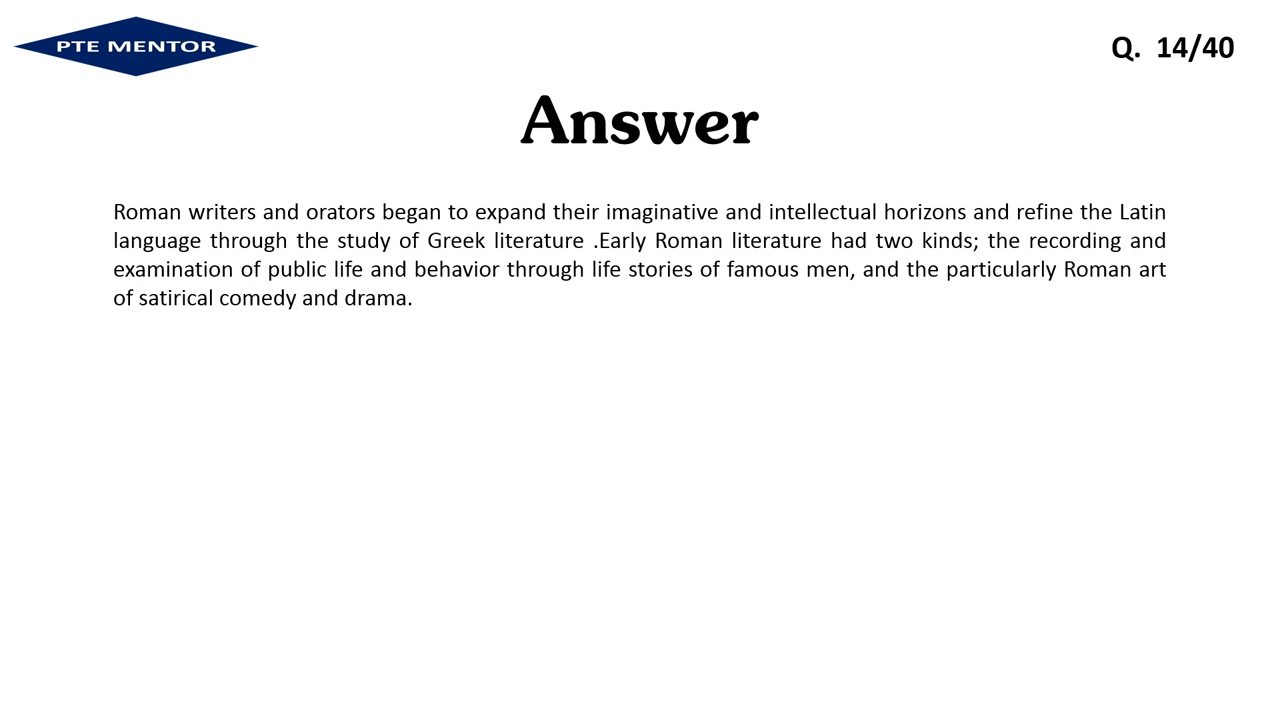 PTE MENTOR
Q. 14/40
Answer
Roman writers and orators began to expand their imaginative and intellectual horizons and refine the Latin
language through the study of Greek literature .Early Roman literature had two kinds; the recording and
examination of public life and behavior through life stories of famous men, and the particularly Roman art
of satirical comedy and drama.